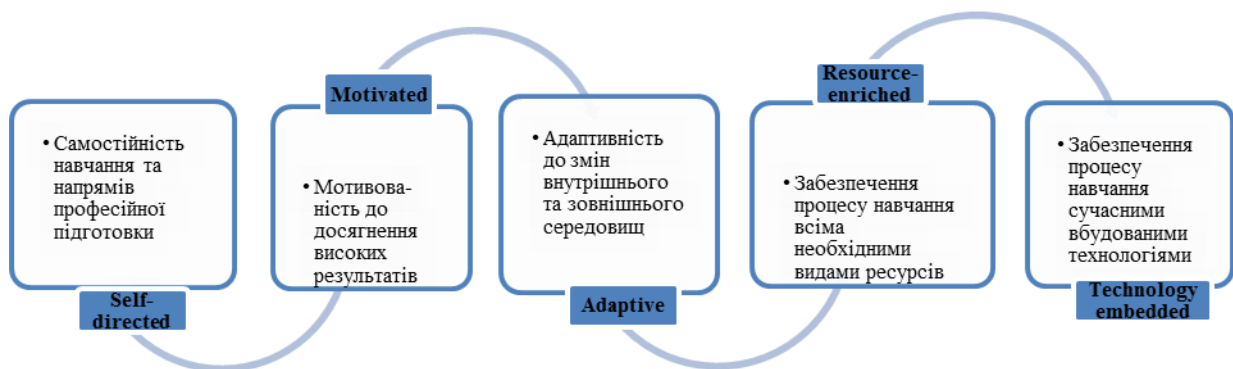 Self-
directed
• Самостійність
навчання та
напрямів
професійної
підготовки
Motivated
• Мотивова-
ність до
досягнення
високих
результатів
Adaptive
• Адаптивність
до змін
внутрішнього
та зовнішнього
середовищ
Resource-
enriched
• Забезпечення
процесу навчання
всіма
необхідними
видами ресурсів
Technology
embedded
• Забезпечення
процесу
навчання
сучасними
вбудованими
технологіями